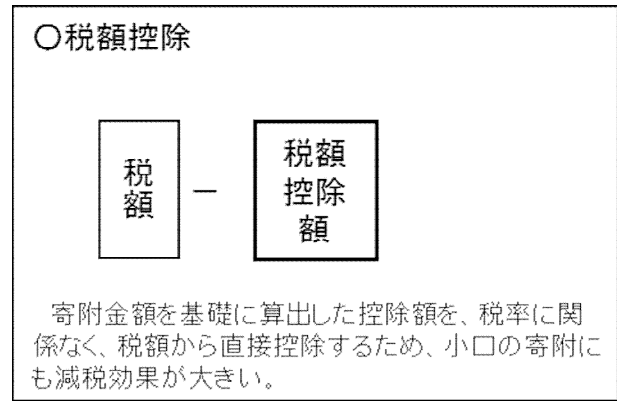 ○税額控除
税額
－
税額
控除
額
寄附金額を基礎に算出した控除額を、税率に関
係なく、税額から直接控除するため、小口の寄附に
も減税効果が大きい。